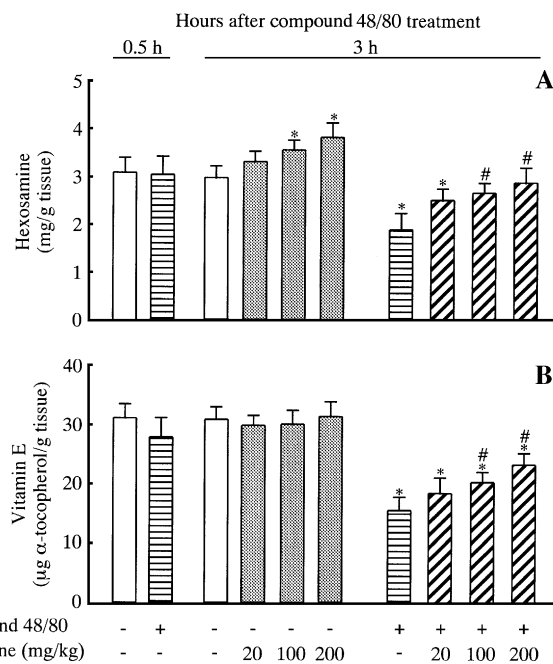 Hours after compound 48/80 treatment
0.5 h 3 h
A
5
4
3
2
1
0
Hexosamine
(mg/g tissue)
* * * * # #
B
40
30
20
10
0
Vitamin E
(µg α-tocopherol/g tissue)
# #
* * * *
nd 48/80 - + - - - - + + + +
ne (mg/kg) - - - 20 100 200 - 20 100 200